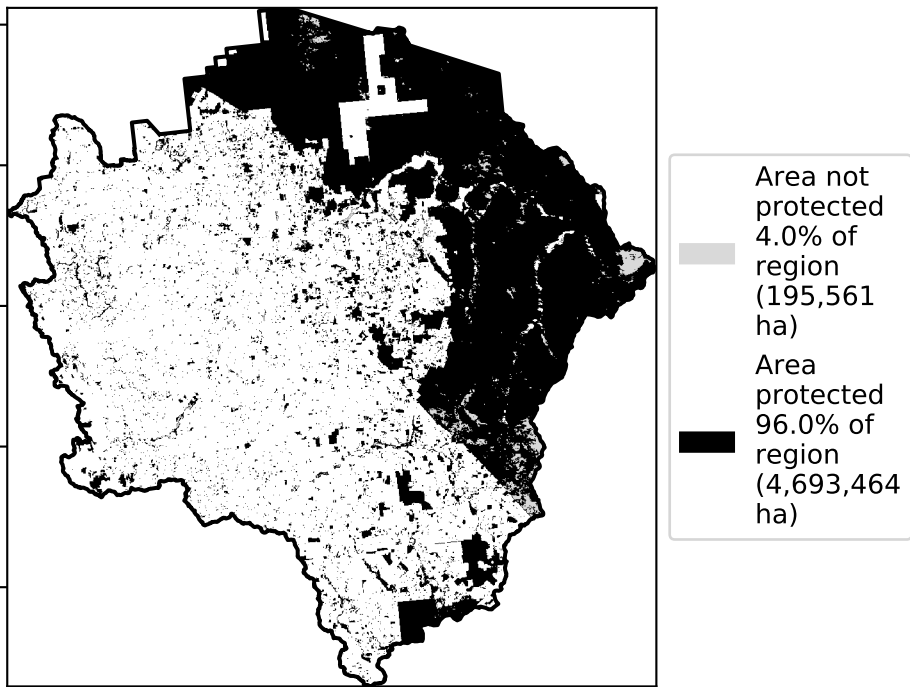 Area not
protected
4.0% of
region
(195,561
ha)
Area
protected
96.0% of
region
(4,693,464
ha)